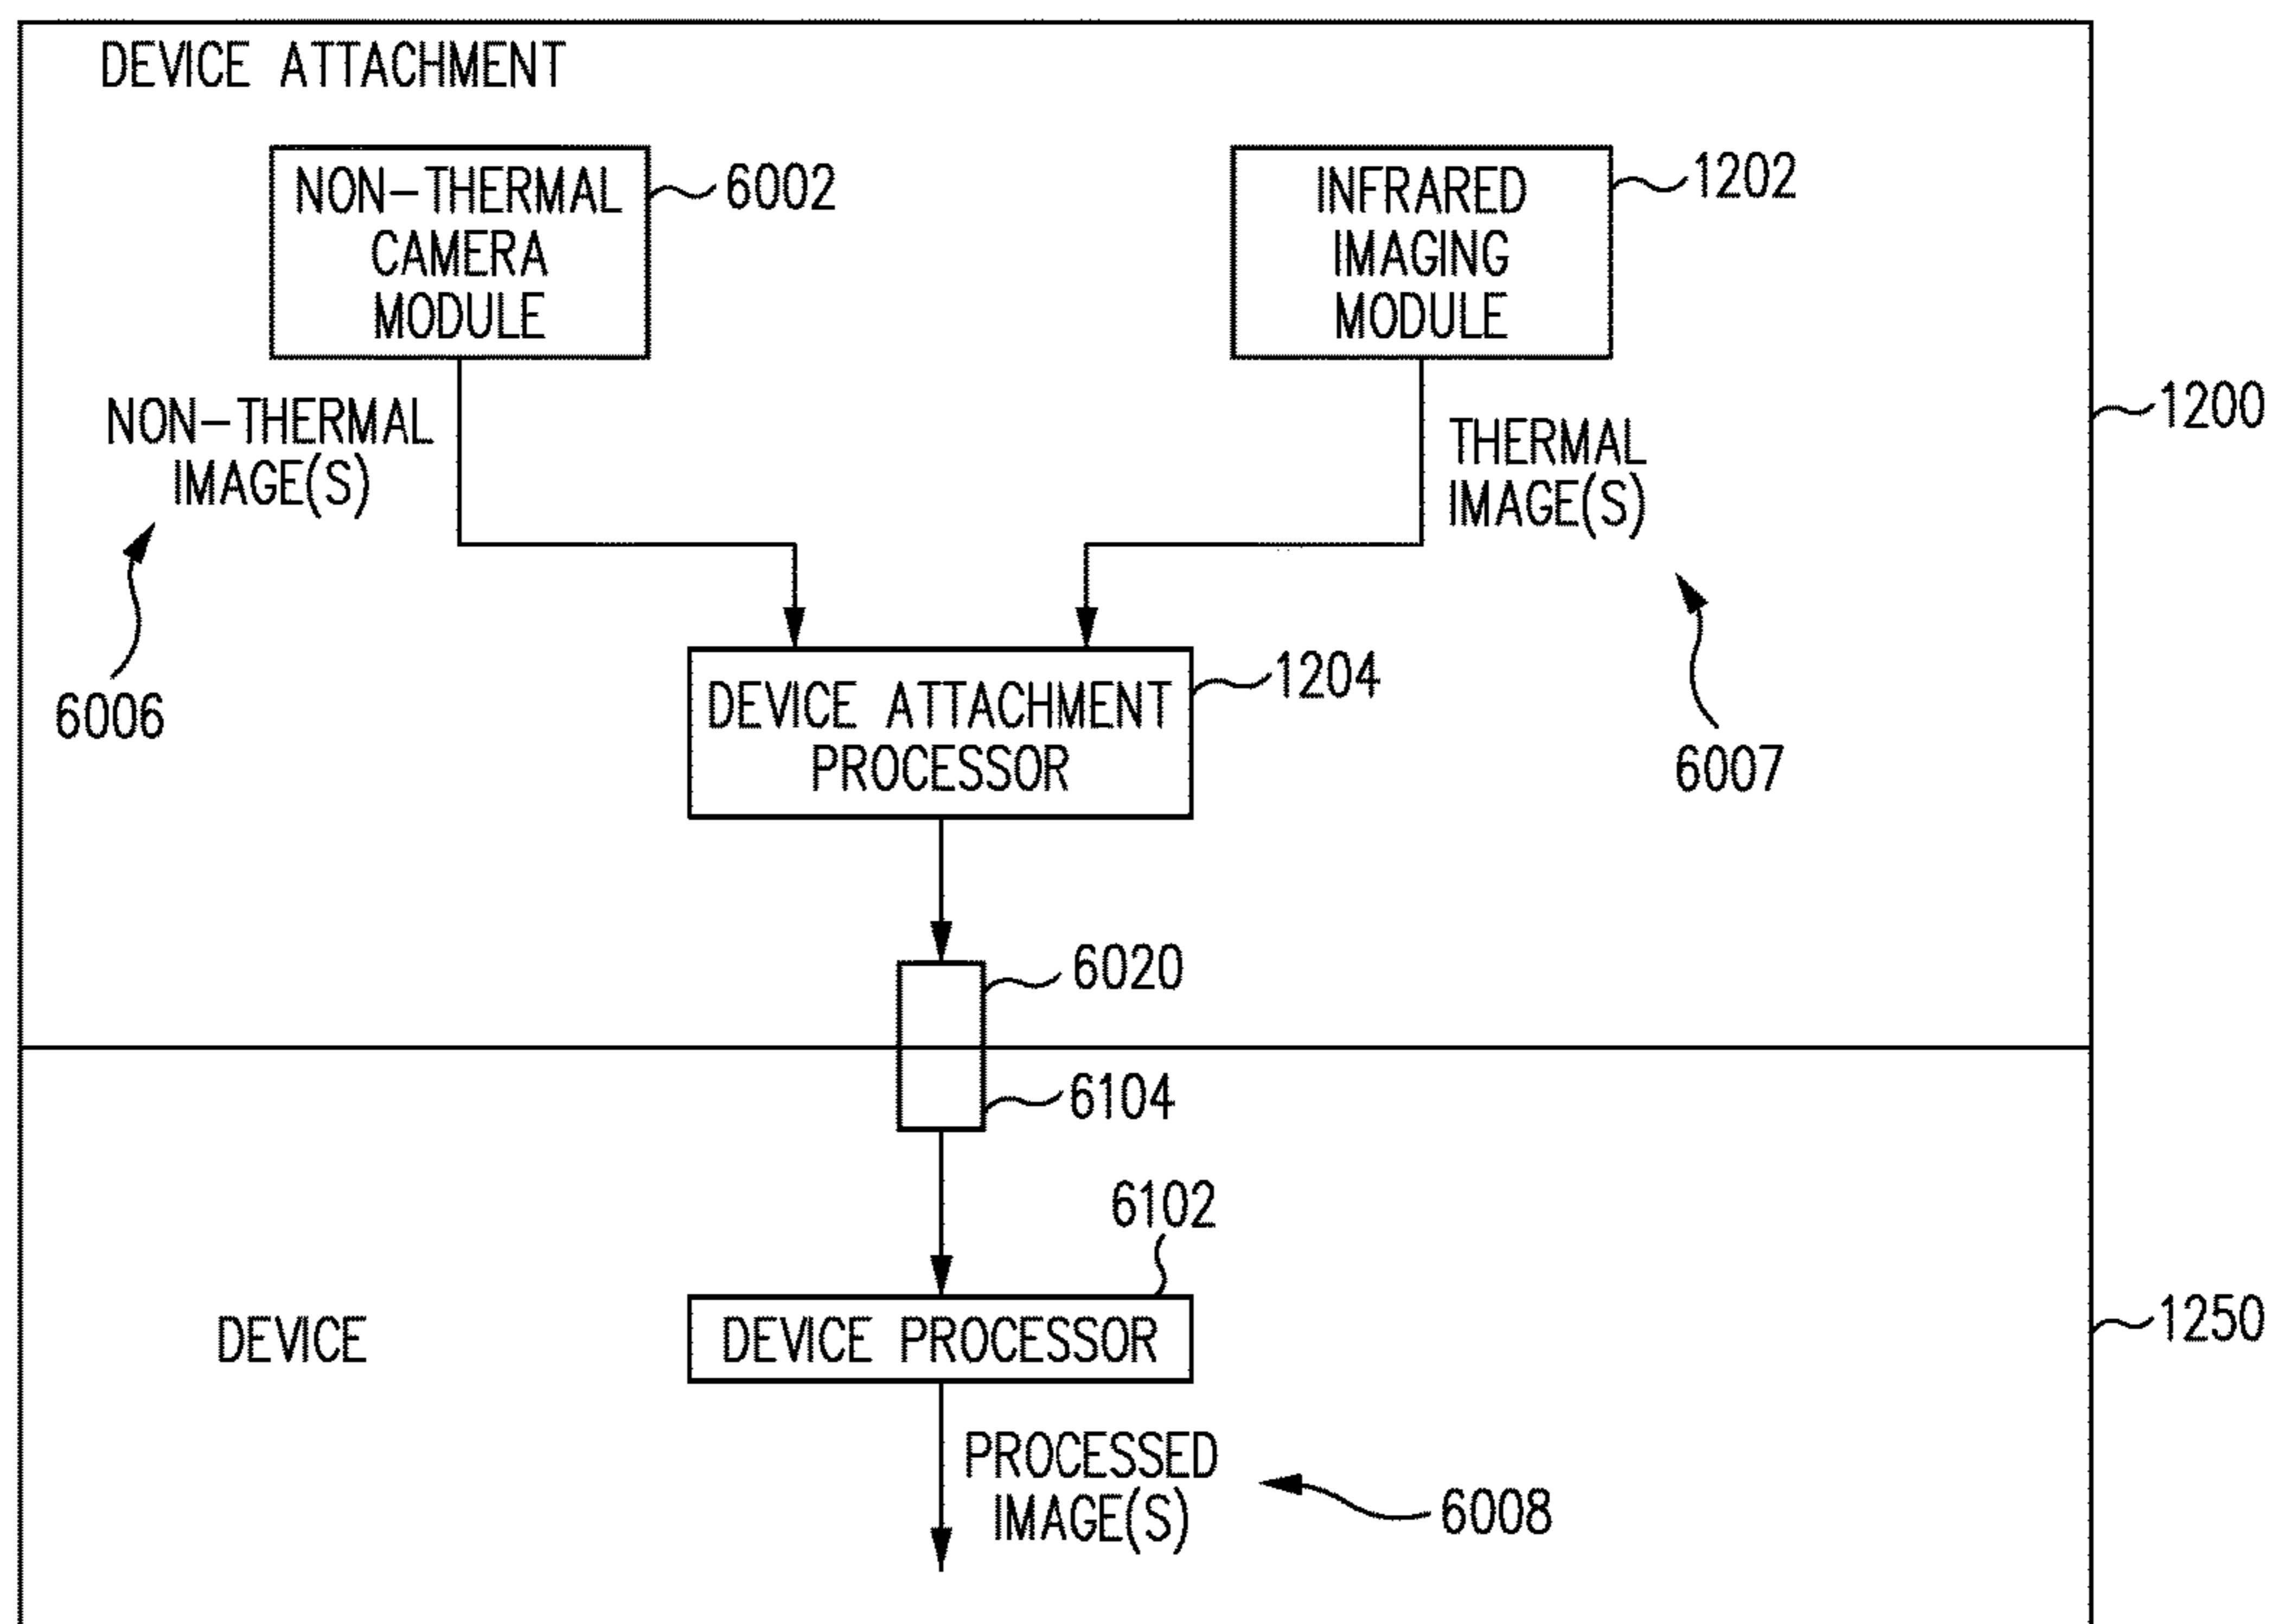 DEVICE ATTACHMENT
NON-THERMAL
CAMERA
MODULE
6002
INFRARED
IMAGING
MODULE
1202
NON-THERMAL
IMAGE(S)
6006
THERMAL
IMAGE(S)
6007
1200
DEVICE ATTACHMENT
PROCESSOR
1204
6020
6104
6102
DEVICE
DEVICE PROCESSOR
1250
PROCESSED
IMAGE(S)
6008